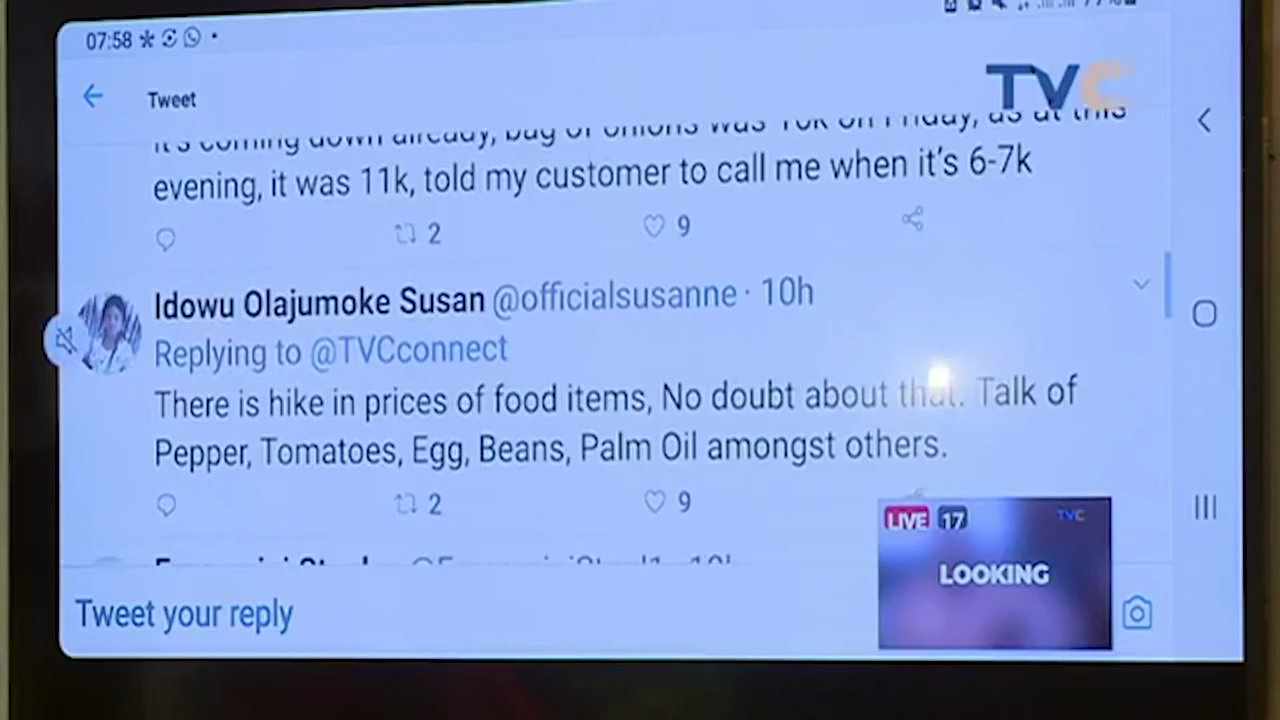 07:58
Tweet
TVC
it's coming down already, bag of onions was on Friday, as at this
evening, it was 11k, told my customer to call me when it's 6-7k
2
9
Idowu Olajumoke Susan @officialsusanne · 10h
Replying to @TVCconnect
There is hike in prices of food items, No doubt about that. Talk of
Pepper, Tomatoes, Egg, Beans, Palm Oil amongst others.
2
9
LIVE 17 TVC
LOOKING
Tweet your reply